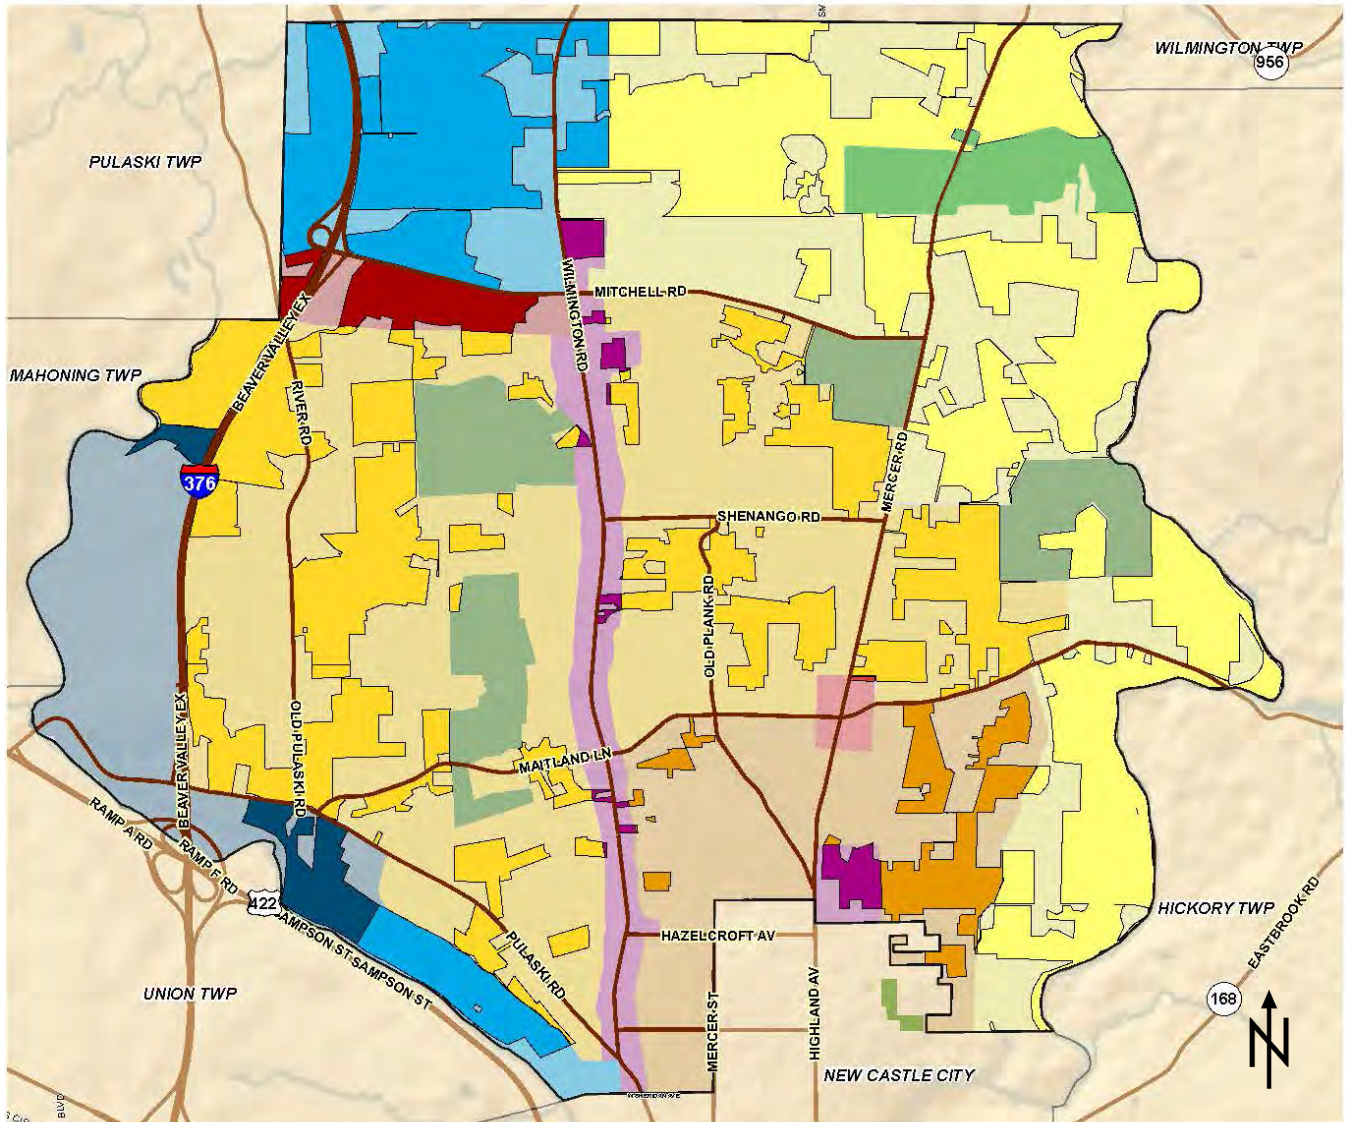 WILMINGTON TWP
956
PULASKI TWP
WILMINGTON RD
MITCHELL RD
BEAVER VALLEY EX
MAHONING TWP
RIVER RD
MERCER RD
376
SHENANGO RD
OLD PLANK RD
BEAVER VALLEY EX
OLD PULASKI RD
MAITLAND LN
RAMP A RD
RAMP F RD
422
SAMPSON ST
SAMPSON ST
PULASKI RD
HAZELCROFT AV
HICKORY TWP
EASTBROOK RD
UNION TWP
MERCER ST
HIGHLAND AV
168
N
NEW CASTLE CITY
BLVD